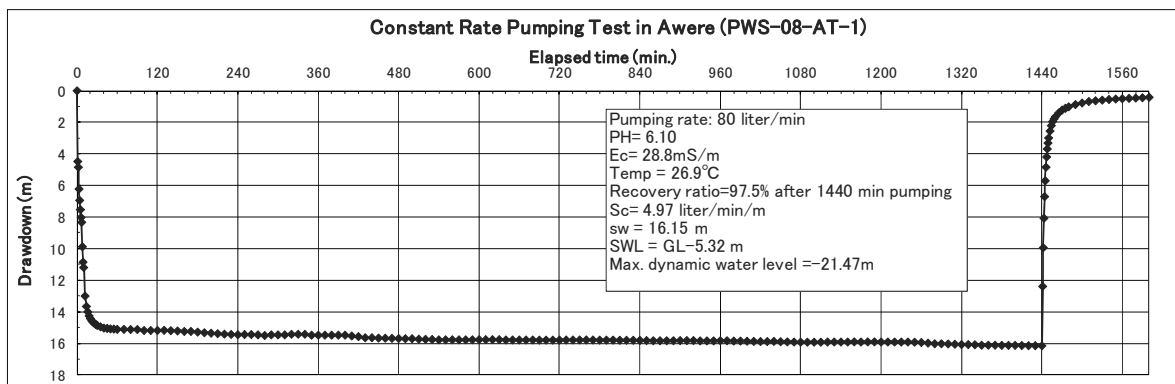 Constant Rate Pumping Test in Awere (PWS-08-AT-1)
Elapsed time (min.)
0 120 240 360 480 600 720 840 960 1080 1200 1320 1440 1560
Drawdown (m)
0
2
4
6
8
10
12
14
16
18
Pumping rate: 80 liter/min
PH= 6.10
Ec= 28.8mS/m
Temp = 26.9℃
Recovery ratio=97.5% after 1440 min pumping
Sc= 4.97 liter/min/m
sw = 16.15 m
SWL = GL-5.32 m
Max. dynamic water level =-21.47m